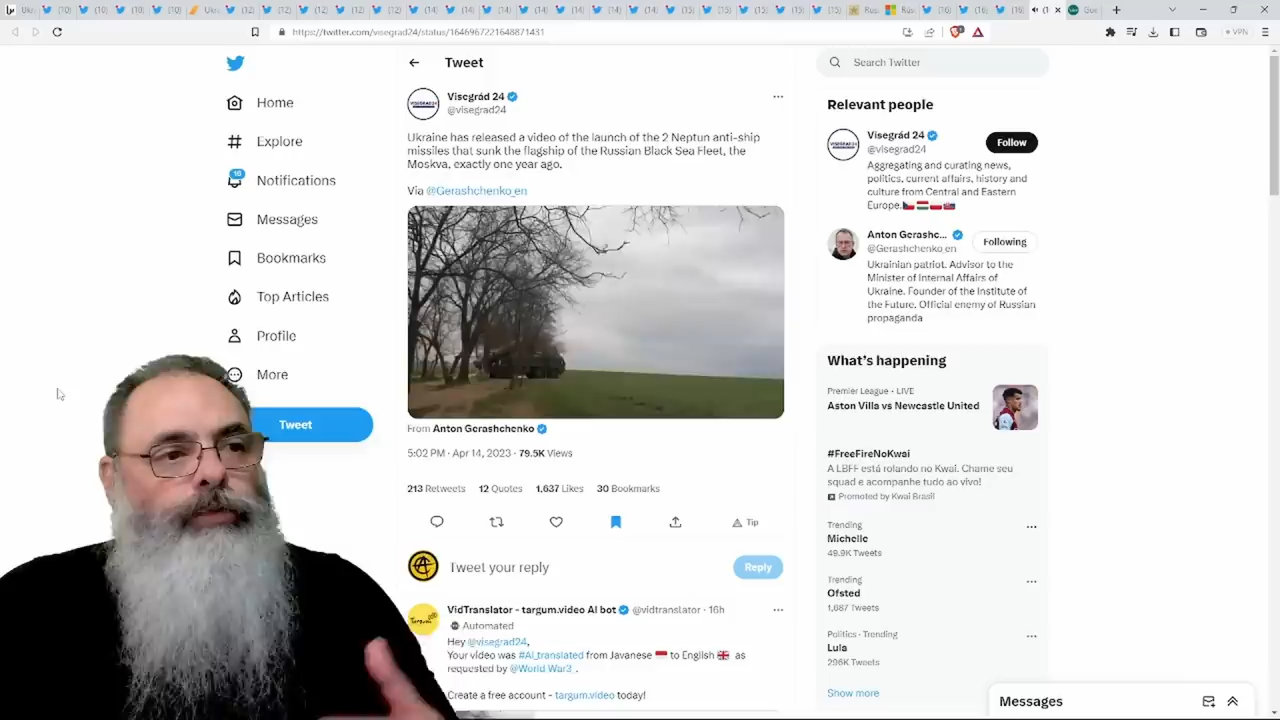 https://twitter.com/visegrad24/status/1646967221648871431
VPN
Home
Explore
16
Notifications
Messages
Bookmarks
Top Articles
Profile
More
Tweet
Tweet
Visegrád 24
@visegrad24
Ukraine has released a video of the launch of the 2 Neptun anti-ship
missiles that sunk the flagship of the Russian Black Sea Fleet, the
Moskva, exactly one year ago.
Via @Gerashchenko_en
From Anton Gerashchenko
5:02 PM · Apr 14, 2023 · 79.5K Views
213 Retweets 12 Quotes 1,637 Likes 30 Bookmarks
Tip
Tweet your reply
Reply
VidTranslator - targum.video AI bot @vidtranslator · 16h
Automated
Hey @visegrad24,
Your video was #AI_translated from Javanese to English as
requested by @World_War3_.
Create a free account - targum.video today!
Search Twitter
Relevant people
Visegrád 24
@visegrad24
Follow
Aggregating and curating news,
politics, current affairs, history and
culture from Central and Eastern
Europe.
Anton Gerashc...
@Gerashchenko_en
Following
Ukrainian patriot. Advisor to the
Minister of Internal Affairs of
Ukraine. Founder of the Institute of
the Future. Official enemy of Russian
propaganda
What's happening
Premier League · LIVE
Aston Villa vs Newcastle United
#FreeFireNoKwai
A LBFF está rolando no Kwai. Chame seu
squad e acompanhe tudo ao vivo!
Promoted by Kwai Brasil
Trending
Michelle
49.9K Tweets
Trending
Ofsted
1,687 Tweets
Politics · Trending
Lula
296K Tweets
Show more
Messages